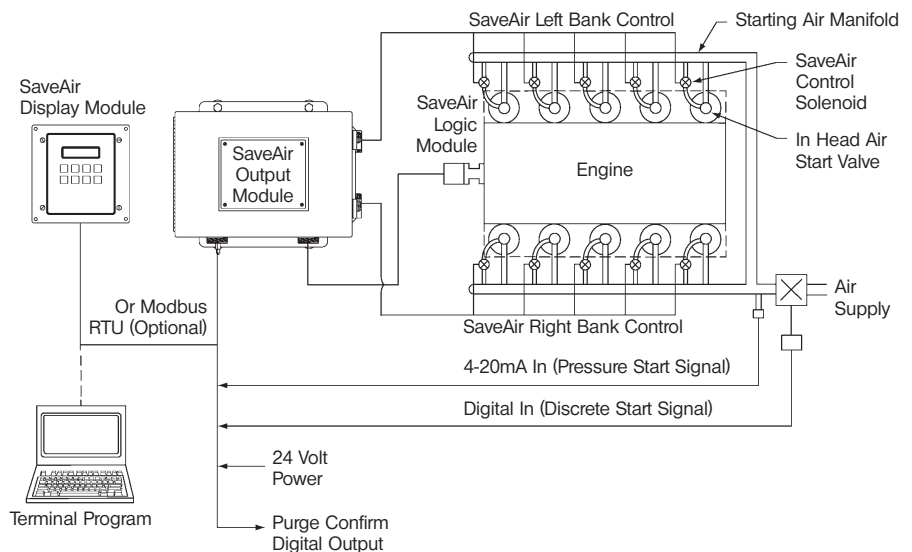 SaveAir Left Bank Control
Starting Air Manifold
SaveAir
Display Module
SaveAir
Output
Module
SaveAir
Logic
Module
Engine
SaveAir
Control
Solenoid
In Head Air
Start Valve
Air
Supply
Or Modbus
RTU (Optional)
SaveAir Right Bank Control
4-20mA In (Pressure Start Signal)
Digital In (Discrete Start Signal)
24 Volt
Power
Terminal Program
Purge Confirm
Digital Output